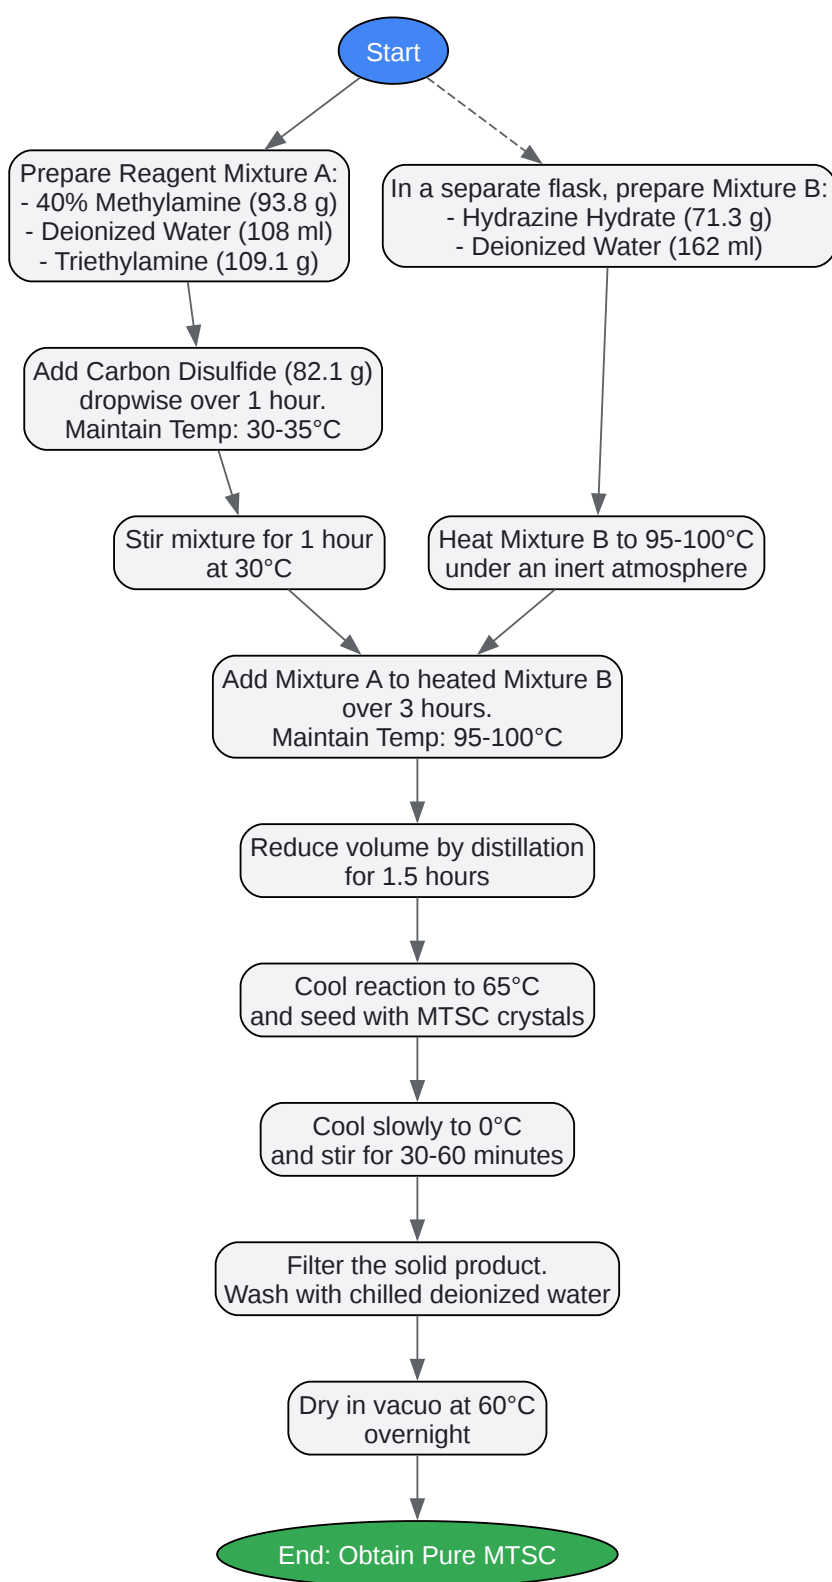 Start
Prepare Reagent Mixture A:
- 40% Methylamine (93.8 g)
- Deionized Water (108 ml)
- Triethylamine (109.1 g)
In a separate flask, prepare Mixture B:
- Hydrazine Hydrate (71.3 g)
- Deionized Water (162 ml)
Add Carbon Disulfide (82.1 g)
dropwise over 1 hour.
Maintain Temp: 30-35°C
Stir mixture for 1 hour
at 30°C
Heat Mixture B to 95-100°C
under an inert atmosphere
Add Mixture A to heated Mixture B
over 3 hours.
Maintain Temp: 95-100°C
Reduce volume by distillation
for 1.5 hours
Cool reaction to 65°C
and seed with MTSC crystals
Cool slowly to 0°C
and stir for 30-60 minutes
Filter the solid product.
Wash with chilled deionized water
Dry in vacuo at 60°C
overnight
End: Obtain Pure MTSC